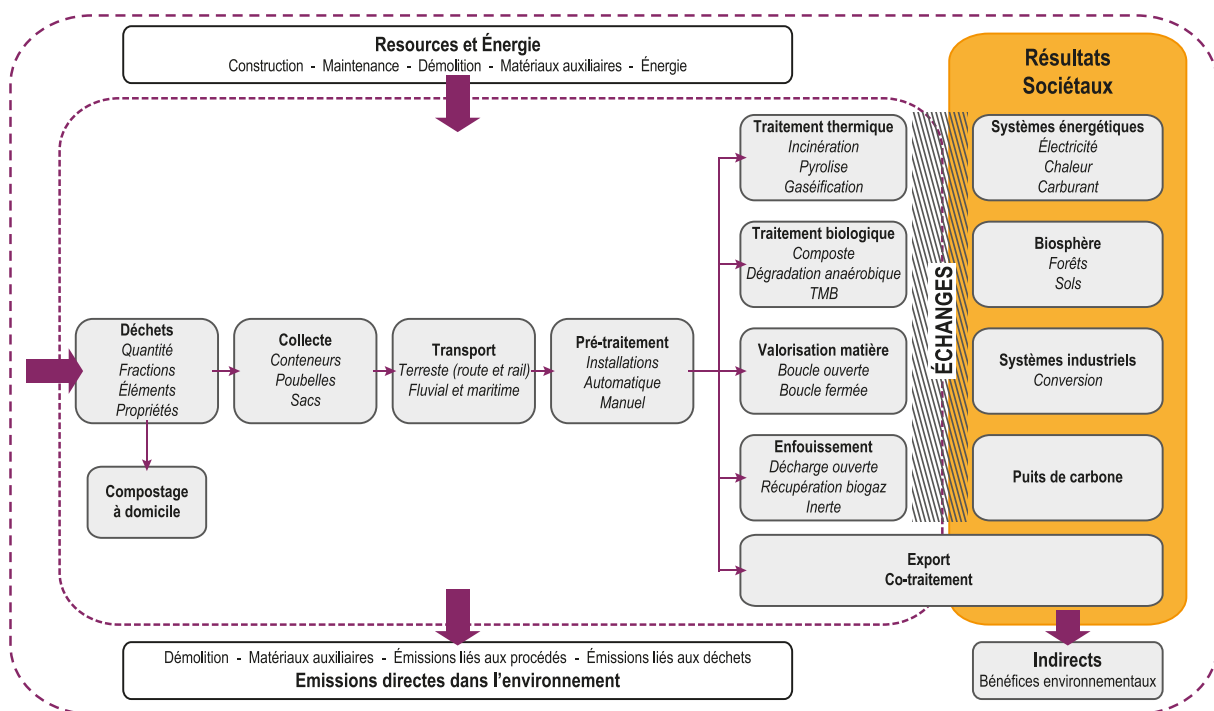 Resources et Énergie
Construction - Maintenance - Démolition - Matériaux auxiliaires - Énergie
Résultats
Sociétaux
Traitement thermique
Incinération
Pyrolise
Gaséification
Systèmes énergétiques
Électricité
Chaleur
Carburant
Traitement biologique
Composte
Dégradation anaérobique
TMB
Biosphère
Forêts
Sols
ÉCHANGES
Déchets
Quantité
Fractions
Éléments
Propriétés
Collecte
Conteneurs
Poubelles
Sacs
Transport
Terreste (route et rail)
Fluvial et maritime
Pré-traitement
Installations
Automatique
Manuel
Valorisation matière
Boucle ouverte
Boucle fermée
Systèmes industriels
Conversion
Enfouissement
Décharge ouverte
Récupération biogaz
Inerte
Puits de carbone
Compostage
à domicile
Export
Co-traitement
Démolition - Matériaux auxiliaires - Émissions liés aux procédés - Émissions liés aux déchets
Emissions directes dans l'environnement
Indirects
Bénéfices environnementaux